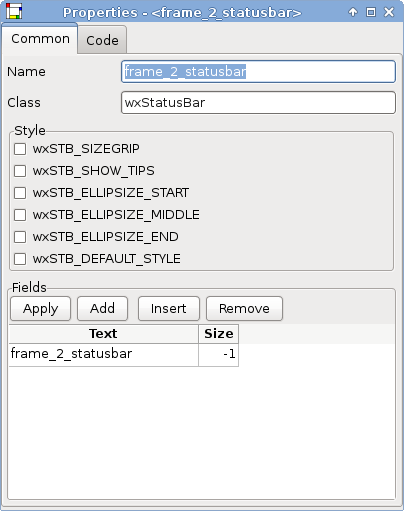 Properties - <frame_2_statusbar>
Common Code
Name frame_2_statusbar
Class wxStatusBar
Style
wxSTB_SIZEGRIP
wxSTB_SHOW_TIPS
wxSTB_ELLIPSIZE_START
wxSTB_ELLIPSIZE_MIDDLE
wxSTB_ELLIPSIZE_END
wxSTB_DEFAULT_STYLE
Fields
Apply Add Insert Remove
Text Size
frame_2_statusbar -1